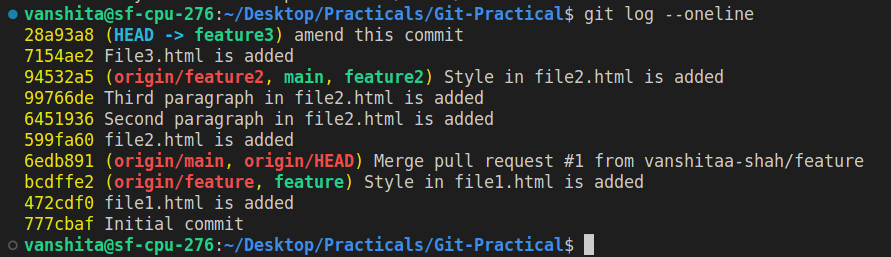 vanshita@sf-cpu-276:~/Desktop/Practicals/Git-Practical$ git log --oneline
28a93a8 (HEAD -> feature3) amend this commit
7154ae2 File3.html is added
94532a5 (origin/feature2, main, feature2) Style in file2.html is added
99766de Third paragraph in file2.html is added
6451936 Second paragraph in file2.html is added
599fa60 file2.html is added
6edb891 (origin/main, origin/HEAD) Merge pull request #1 from vanshitaa-shah/feature
bcdffe2 (origin/feature, feature) Style in file1.html is added
472cdf0 file1.html is added
777cbaf Initial commit
vanshita@sf-cpu-276:~/Desktop/Practicals/Git-Practical$